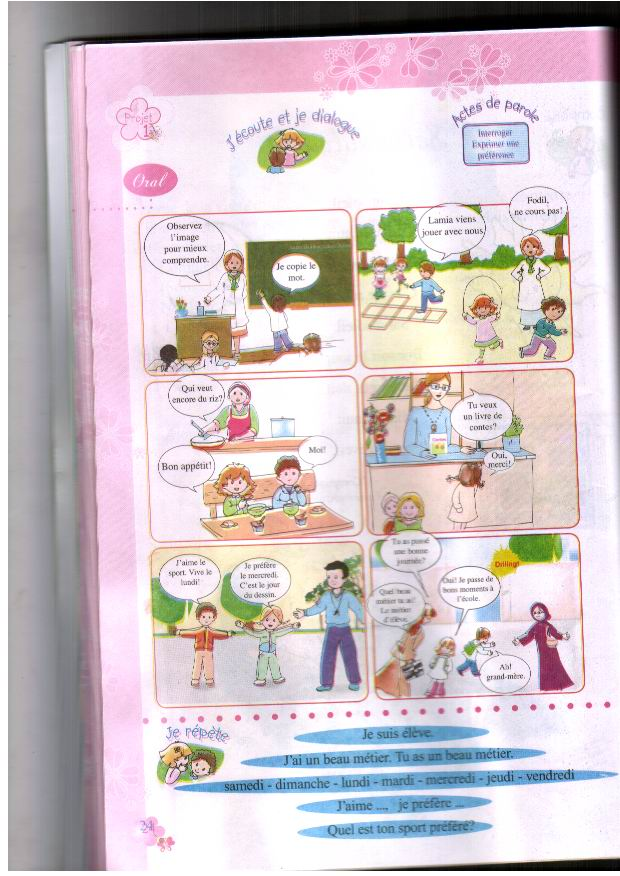 Projet
1
J'écoute et je dialogue
Actes de parole
Interroger
Exprimer une
préférence
Oral
Observez
l'image
pour mieux
comprendre.
Je copie le
mot.
Lamia viens
jouer avec nous.
Fodil,
ne cours pas!
Qui veut
encore du riz?
Bon appétit!
Moi!
Tu veux
un livre de
contes?
Contes
Oui,
merci!
J'aime le
sport. Vive le
lundi!
Je préfère
le mercredi.
C'est le jour
du dessin.
Tu as passé
une bonne
journée?
Quel beau
métier tu as!
Le métier
d'élève.
Driling!
Oui! Je passe de
bons moments à
l'école.
Ah!
grand-mère.
Je répète
Je suis élève.
J'ai un beau métier. Tu as un beau métier.
samedi - dimanche - lundi - mardi - mercredi - jeudi - vendredi
J'aime .... je préfère ...
Quel est ton sport préféré?
24